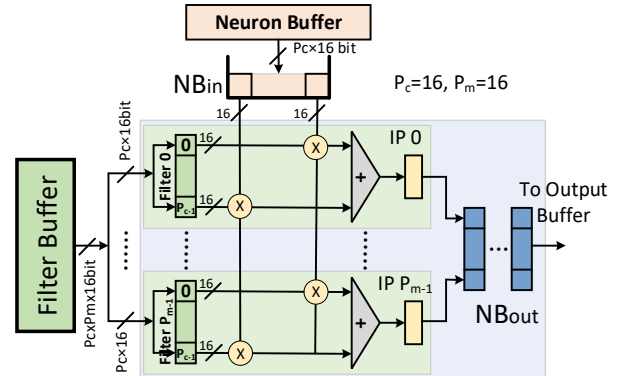 Neuron Buffer
Pc×16 bit
NBin
Pc=16, Pm=16
16
16
Pc×16bit
IP 0
Filter 0
0
16
X
Pc-1
16
X
+
Filter Buffer
PcxPmx16bit
To Output
Buffer
IP Pm-1
Pc×16
Filter Pm-1
0
16
X
Pc-1
16
X
+
NBout